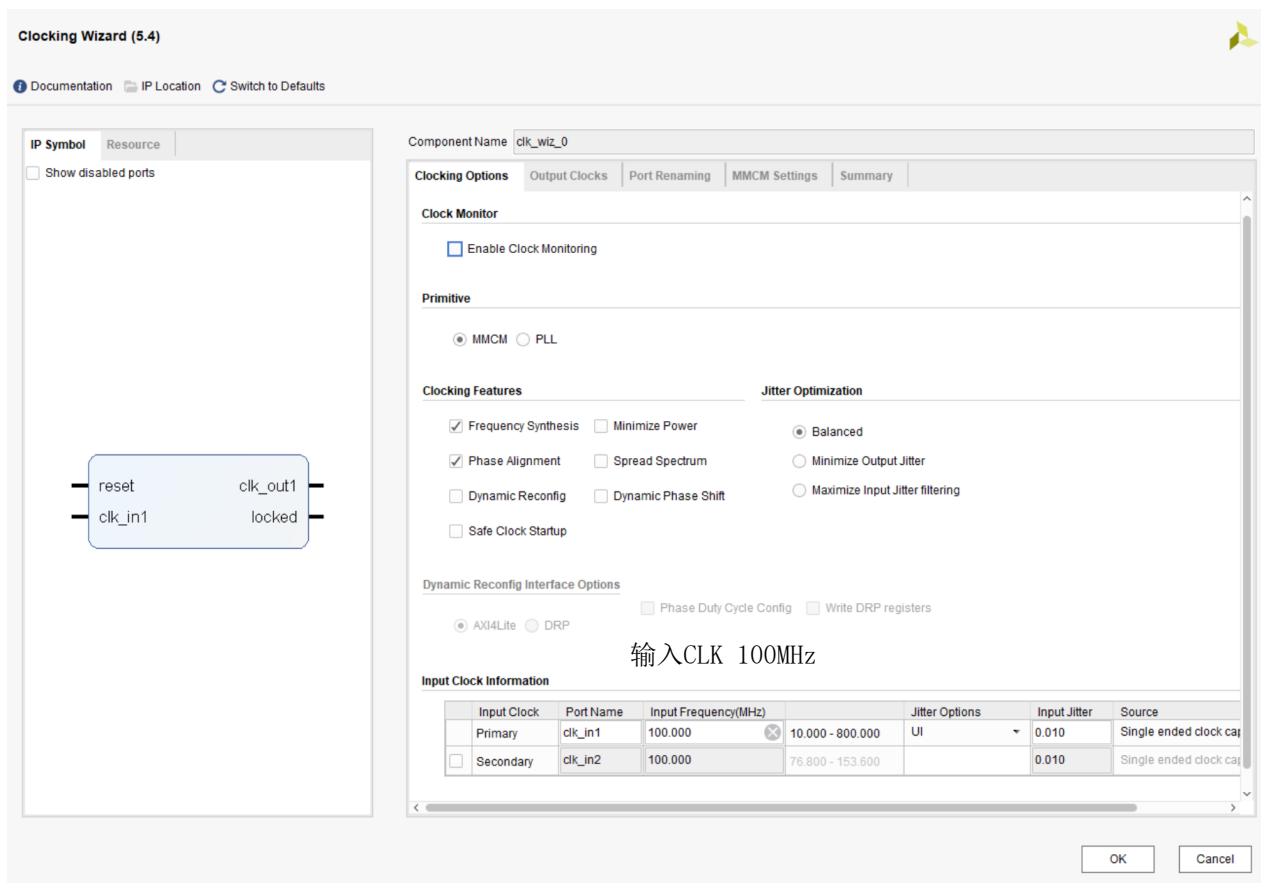 Clocking Wizard (5.4)
Documentation IP Location Switch to Defaults
IP Symbol Resource
Show disabled ports
reset clk_out1
clk_in1 locked
Component Name clk_wiz_0
Clocking Options Output Clocks Port Renaming MMCM Settings Summary
Clock Monitor
Enable Clock Monitoring
Primitive
MMCM PLL
Clocking Features Jitter Optimization
Frequency Synthesis Minimize Power Balanced
Phase Alignment Spread Spectrum Minimize Output Jitter
Dynamic Reconfig Dynamic Phase Shift Maximize Input Jitter filtering
Safe Clock Startup
Dynamic Reconfig Interface Options
Phase Duty Cycle Config Write DRP registers
AXI4Lite DRP
输入CLK 100MHz
Input Clock Information
Input Clock Port Name Input Frequency(MHz) Jitter Options Input Jitter Source
Primary clk_in1 100.000 10.000 - 800.000 UI 0.010 Single ended clock cap
Secondary clk_in2 100.000 76.800 - 153.600 0.010 Single ended clock cap
OK Cancel